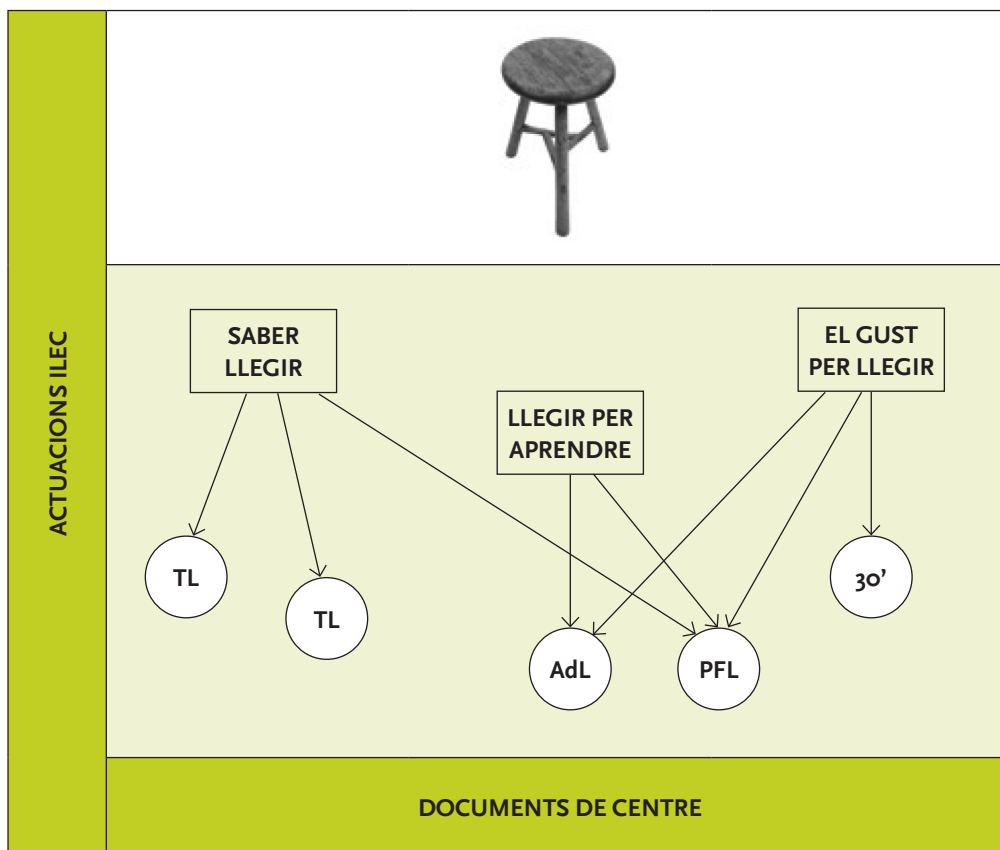 ACTUACIONS ILEC
SABER
LLEGIR
EL GUST
PER LLEGIR
LLEGIR PER
APRENDRE
TL
TL
30’
AdL
PFL
DOCUMENTS DE CENTRE